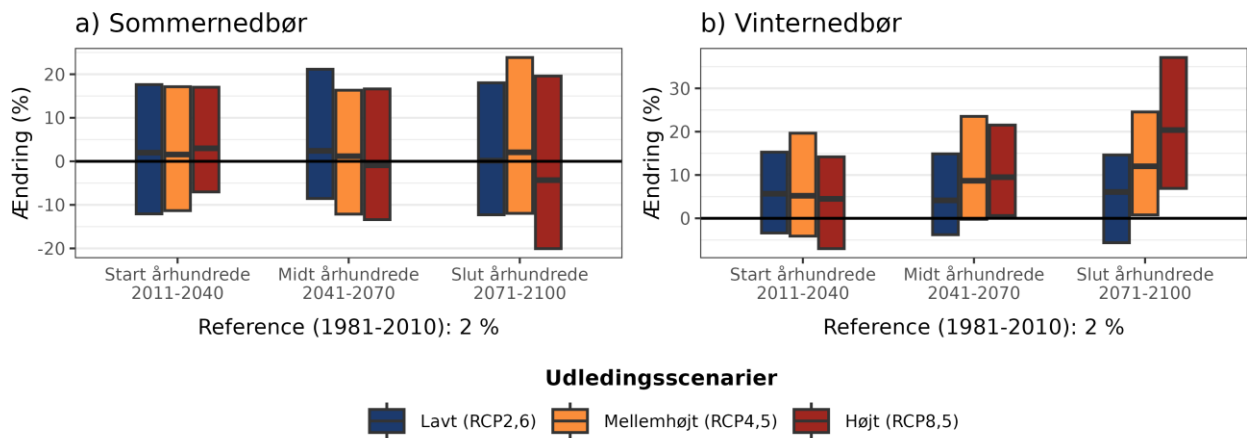 a) Sommernedbør
Ændring (%)
20
10
0
-10
-20
Start århundrede
2011-2040
Midt århundrede
2041-2070
Slut århundrede
2071-2100
Reference (1981-2010): 2 %
b) Vinternedbør
Ændring (%)
30
20
10
0
Start århundrede
2011-2040
Midt århundrede
2041-2070
Slut århundrede
2071-2100
Reference (1981-2010): 2 %
Udledingsscenarier
Lavt (RCP2,6)
Mellemhøjt (RCP4,5)
Højt (RCP8,5)